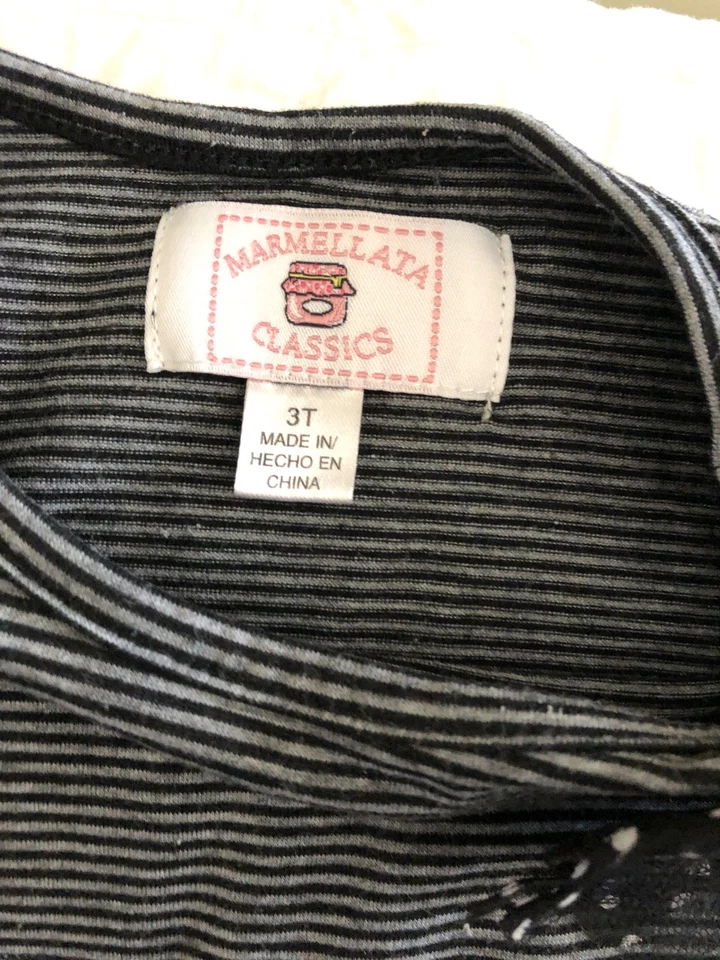 MARMELLATA
CLASSICS
3T
MADE IN/
HECHO EN
CHINA